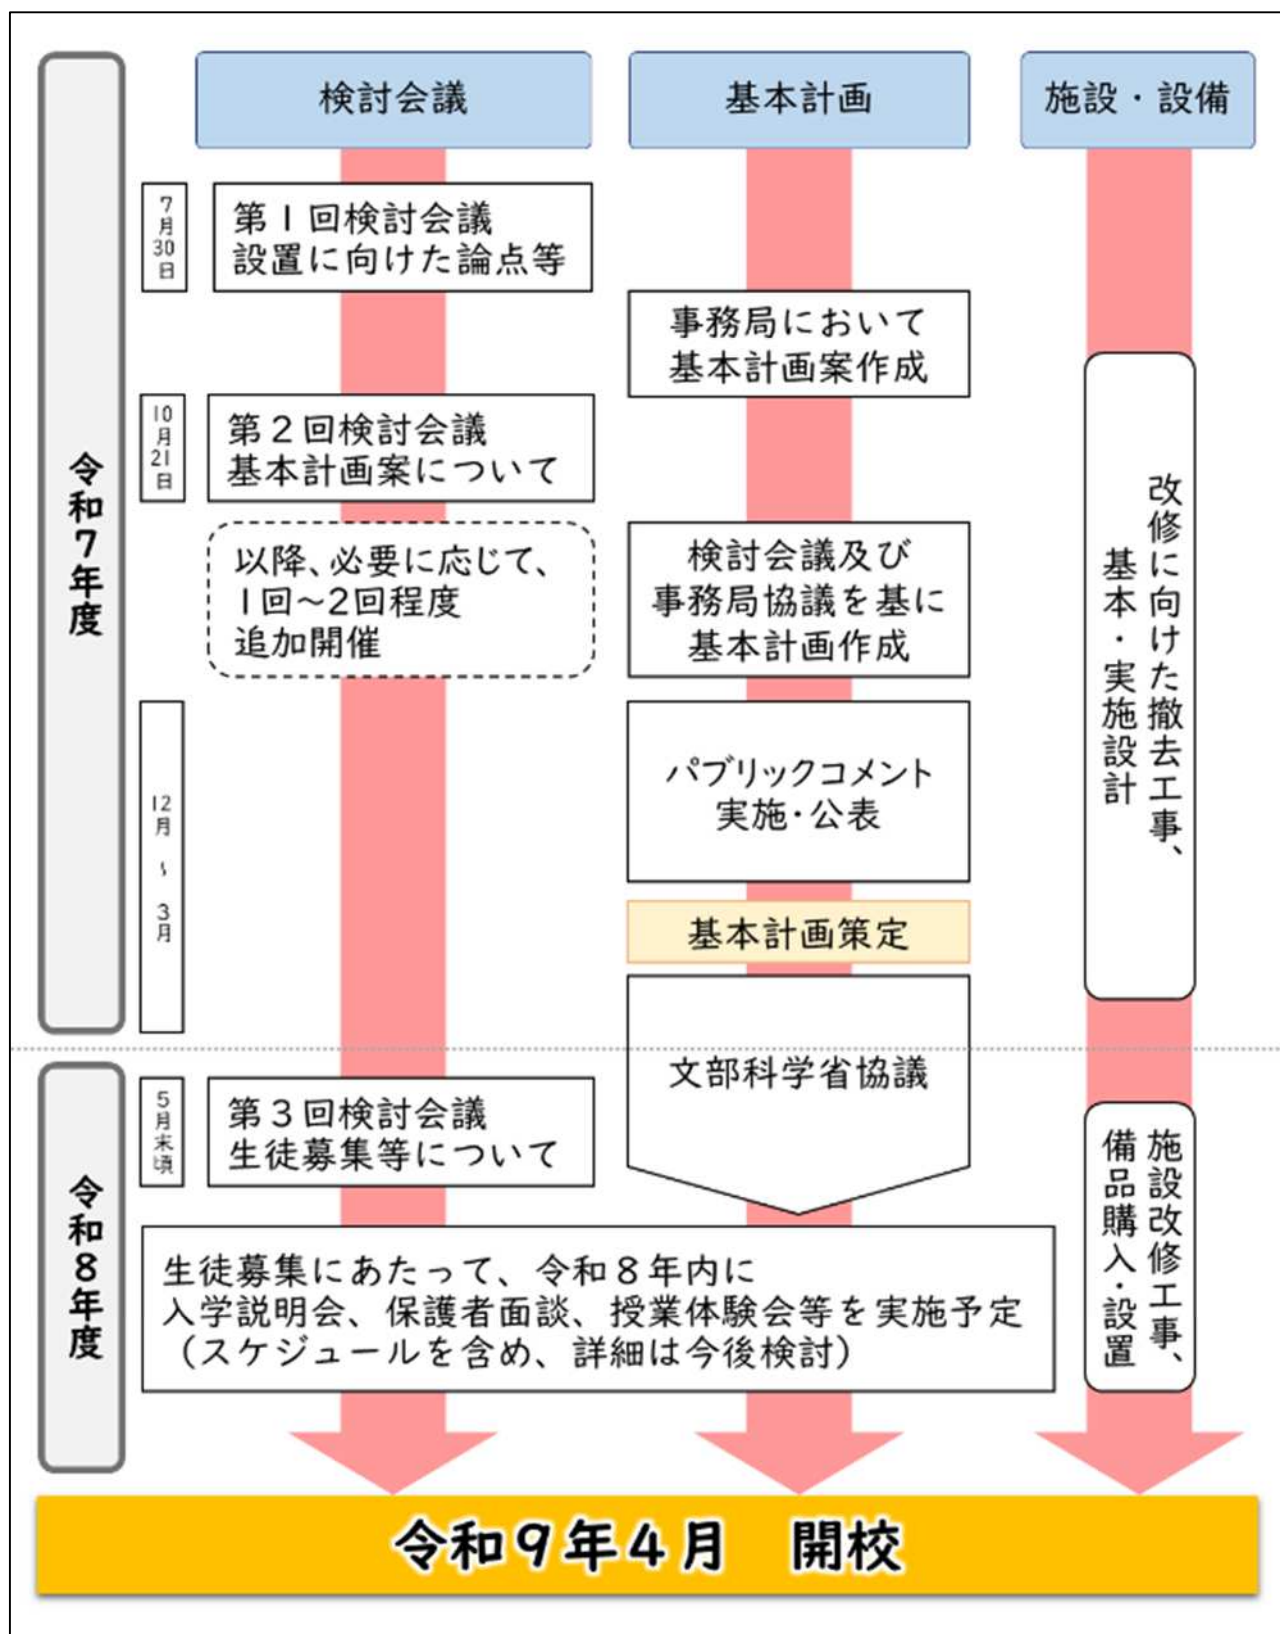 検討会議
基本計画
施設・設備
令和7年度
7月30日
第1回検討会議
設置に向けた論点等
事務局において
基本計画案作成
10月21日
第2回検討会議
基本計画案について
以降、必要に応じて、
1回～2回程度
追加開催
検討会議及び
事務局協議を基に
基本計画作成
改修に向けた撤去工事、
基本・実施設計
12月～3月
パブリックコメント
実施・公表
基本計画策定
文部科学省協議
令和8年度
5月末頃
第3回検討会議
生徒募集等について
施設改修工事、
備品購入・設置
生徒募集にあたって、令和8年内に
入学説明会、保護者面談、授業体験会等を実施予定
（スケジュールを含め、詳細は今後検討）
令和9年4月　開校